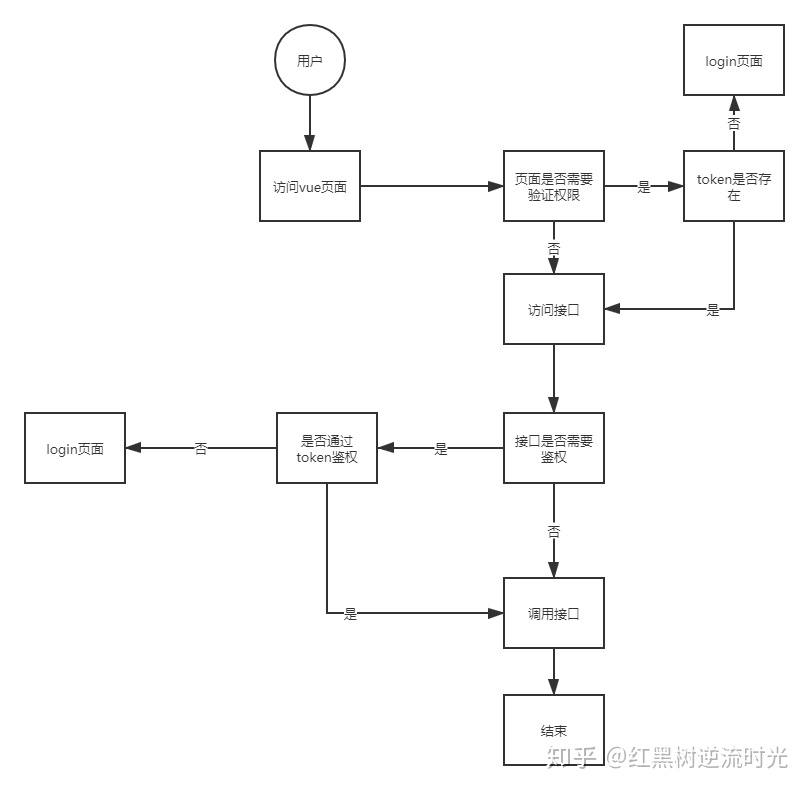 用户
login页面
否
访问vue页面
页面是否需要
验证权限
是
token是否存
在
否
访问接口
是
login页面
否
是否通过
token鉴权
是
接口是否需要
鉴权
否
是
调用接口
结束
知乎 @红黑树逆流时光